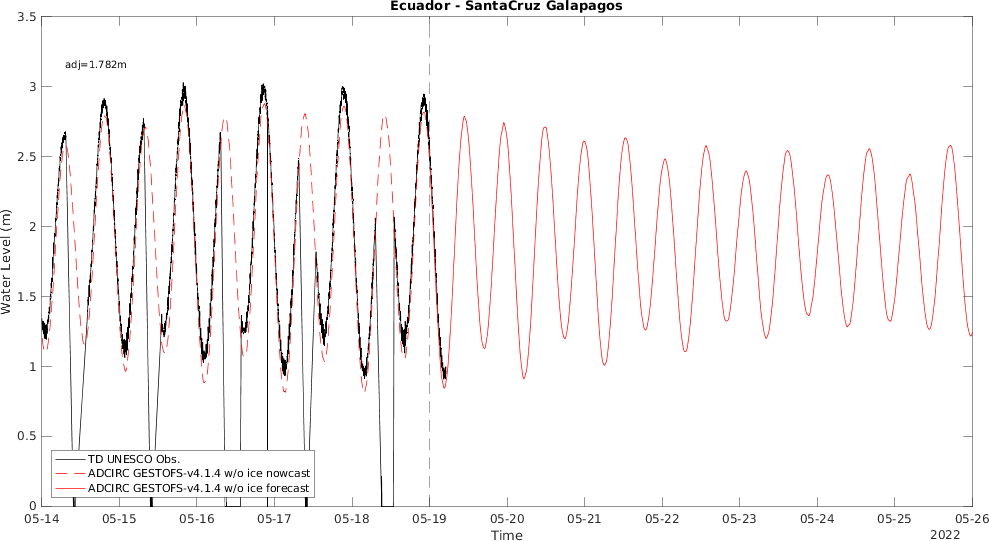 Ecuador - SantaCruz Galapagos
3.5
adj=1.782m
3
2.5
2
1.5
1
0.5
0
Water Level (m)
TD UNESCO Obs.
ADCIRC GESTOFS-v4.1.4 w/o ice nowcast
ADCIRC GESTOFS-v4.1.4 w/o ice forecast
05-14 05-15 05-16 05-17 05-18 05-19 05-20 05-21 05-22 05-23 05-24 05-25 05-26
Time
2022